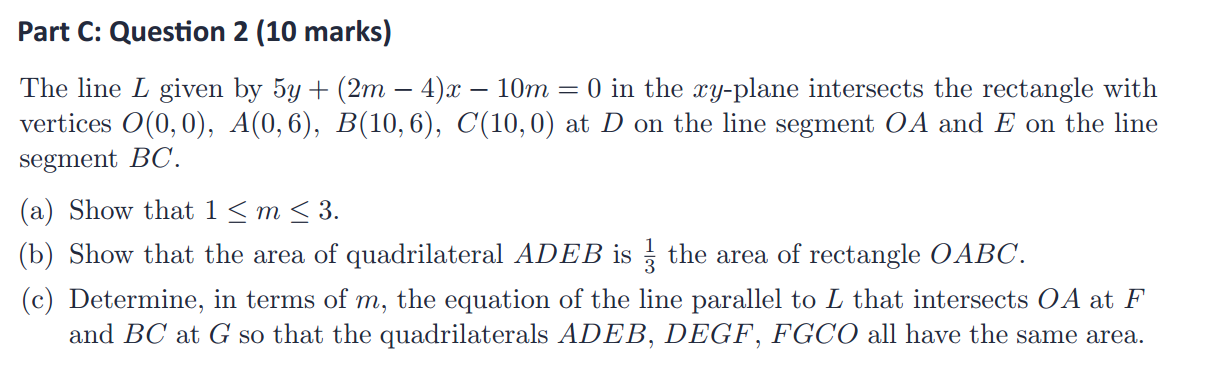 Part C: Question 2 (10 marks)
The line L given by 5y + (2m − 4)x − 10m = 0 in the xy-plane intersects the rectangle with
vertices O(0, 0), A(0, 6), B(10, 6), C(10, 0) at D on the line segment OA and E on the line
segment BC.
(a) Show that 1 ≤ m ≤ 3.
(b) Show that the area of quadrilateral ADEB is 1/3 the area of rectangle OABC.
(c) Determine, in terms of m, the equation of the line parallel to L that intersects OA at F
and BC at G so that the quadrilaterals ADEB, DEGF, FGCO all have the same area.